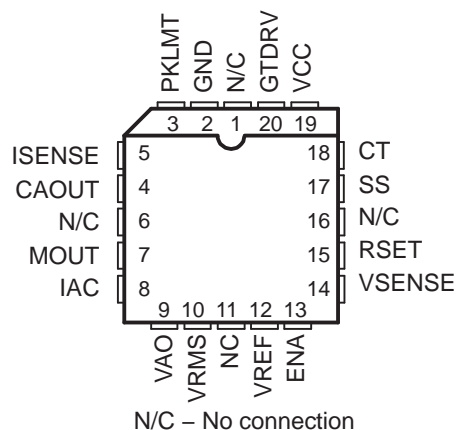 PKLMT GND N/C GTDRV VCC
3 2 1 20 19
ISENSE 5 18 CT
CAOUT 4 17 SS
N/C 6 16 N/C
MOUT 7 15 RSET
IAC 8 14 VSENSE
9 10 11 12 13
VAO VRMS NC VREF ENA
N/C – No connection